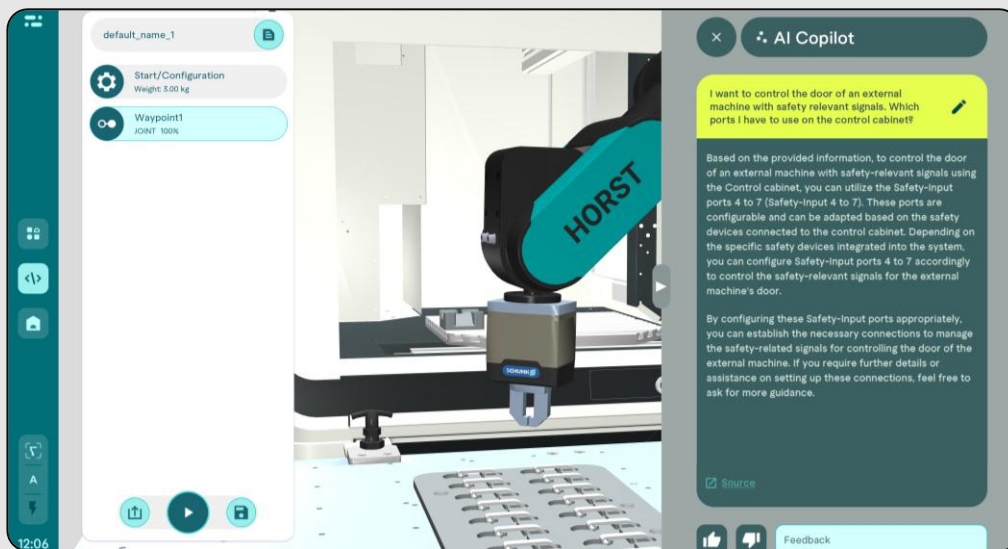 default_name_1
Start/Configuration
Weight: 3.00 kg
Waypoint1
JOINT 100%
A
12:06
HORST
SCHUNK
AI Copilot
I want to control the door of an external
machine with safety relevant signals. Which
ports I have to use on the control cabinet?
Based on the provided information, to control the door
of an external machine with safety-relevant signals using
the Control cabinet, you can utilize the Safety-Input
ports 4 to 7 (Safety-Input 4 to 7). These ports are
configurable and can be adapted based on the safety
devices connected to the control cabinet. Depending on
the specific safety devices integrated into the system,
you can configure Safety-Input ports 4 to 7 accordingly
to control the safety-relevant signals for the external
machine's door.
By configuring these Safety-Input ports appropriately,
you can establish the necessary connections to manage
the safety-related signals for controlling the door of the
external machine. If you require further details or
assistance on setting up these connections, feel free to
ask for more guidance.
Source
Feedback